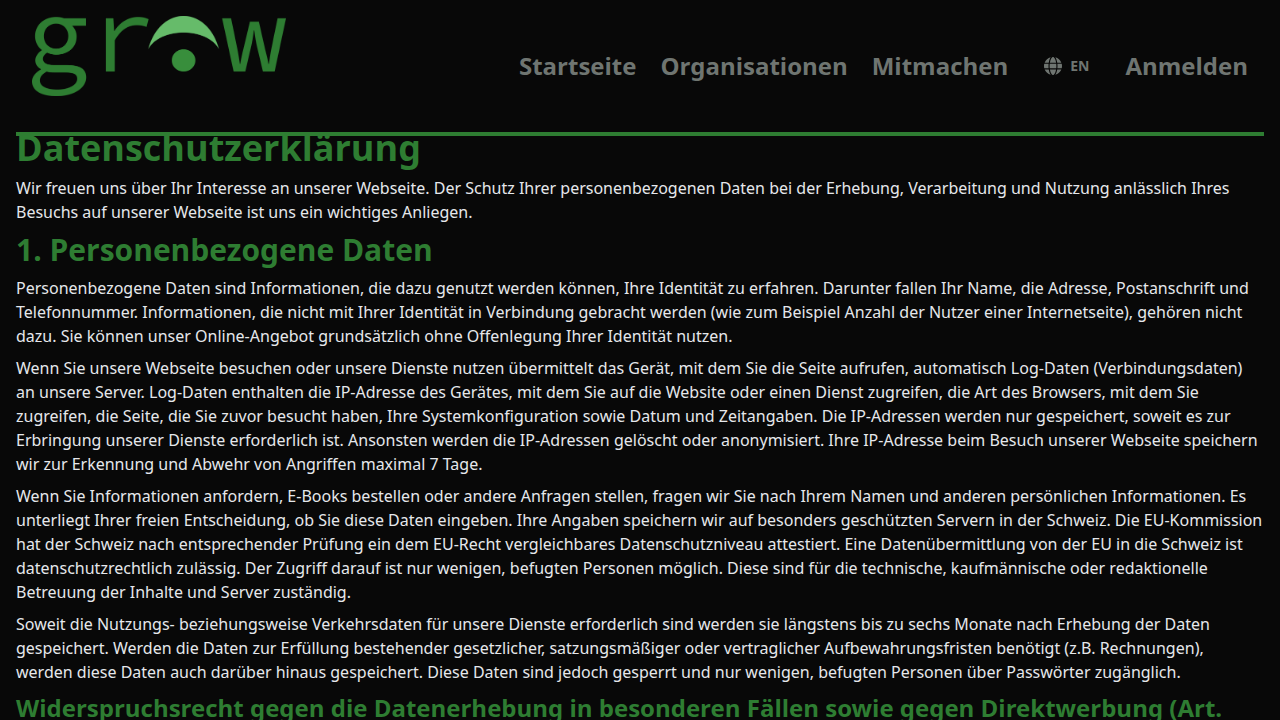 grow
Startseite Organisationen Mitmachen EN Anmelden
Datenschutzerklärung
Wir freuen uns über Ihr Interesse an unserer Webseite. Der Schutz Ihrer personenbezogenen Daten bei der Erhebung, Verarbeitung und Nutzung anlässlich Ihres
Besuchs auf unserer Webseite ist uns ein wichtiges Anliegen.
1. Personenbezogene Daten
Personenbezogene Daten sind Informationen, die dazu genutzt werden können, Ihre Identität zu erfahren. Darunter fallen Ihr Name, die Adresse, Postanschrift und
Telefonnummer. Informationen, die nicht mit Ihrer Identität in Verbindung gebracht werden (wie zum Beispiel Anzahl der Nutzer einer Internetseite), gehören nicht
dazu. Sie können unser Online-Angebot grundsätzlich ohne Offenlegung Ihrer Identität nutzen.
Wenn Sie unsere Webseite besuchen oder unsere Dienste nutzen übermittelt das Gerät, mit dem Sie die Seite aufrufen, automatisch Log-Daten (Verbindungsdaten)
an unsere Server. Log-Daten enthalten die IP-Adresse des Gerätes, mit dem Sie auf die Website oder einen Dienst zugreifen, die Art des Browsers, mit dem Sie
zugreifen, die Seite, die Sie zuvor besucht haben, Ihre Systemkonfiguration sowie Datum und Zeitangaben. Die IP-Adressen werden nur gespeichert, soweit es zur
Erbringung unserer Dienste erforderlich ist. Ansonsten werden die IP-Adressen gelöscht oder anonymisiert. Ihre IP-Adresse beim Besuch unserer Webseite speichern
wir zur Erkennung und Abwehr von Angriffen maximal 7 Tage.
Wenn Sie Informationen anfordern, E-Books bestellen oder andere Anfragen stellen, fragen wir Sie nach Ihrem Namen und anderen persönlichen Informationen. Es
unterliegt Ihrer freien Entscheidung, ob Sie diese Daten eingeben. Ihre Angaben speichern wir auf besonders geschützten Servern in der Schweiz. Die EU-Kommission
hat der Schweiz nach entsprechender Prüfung ein dem EU-Recht vergleichbares Datenschutzniveau attestiert. Eine Datenübermittlung von der EU in die Schweiz ist
datenschutzrechtlich zulässig. Der Zugriff darauf ist nur wenigen, befugten Personen möglich. Diese sind für die technische, kaufmännische oder redaktionelle
Betreuung der Inhalte und Server zuständig.
Soweit die Nutzungs- beziehungsweise Verkehrsdaten für unsere Dienste erforderlich sind werden sie längstens bis zu sechs Monate nach Erhebung der Daten
gespeichert. Werden die Daten zur Erfüllung bestehender gesetzlicher, satzungsmäßiger oder vertraglicher Aufbewahrungsfristen benötigt (z.B. Rechnungen),
werden diese Daten auch darüber hinaus gespeichert. Diese Daten sind jedoch gesperrt und nur wenigen, befugten Personen über Passwörter zugänglich.
Widerspruchsrecht gegen die Datenerhebung in besonderen Fällen sowie gegen Direktwerbung (Art.